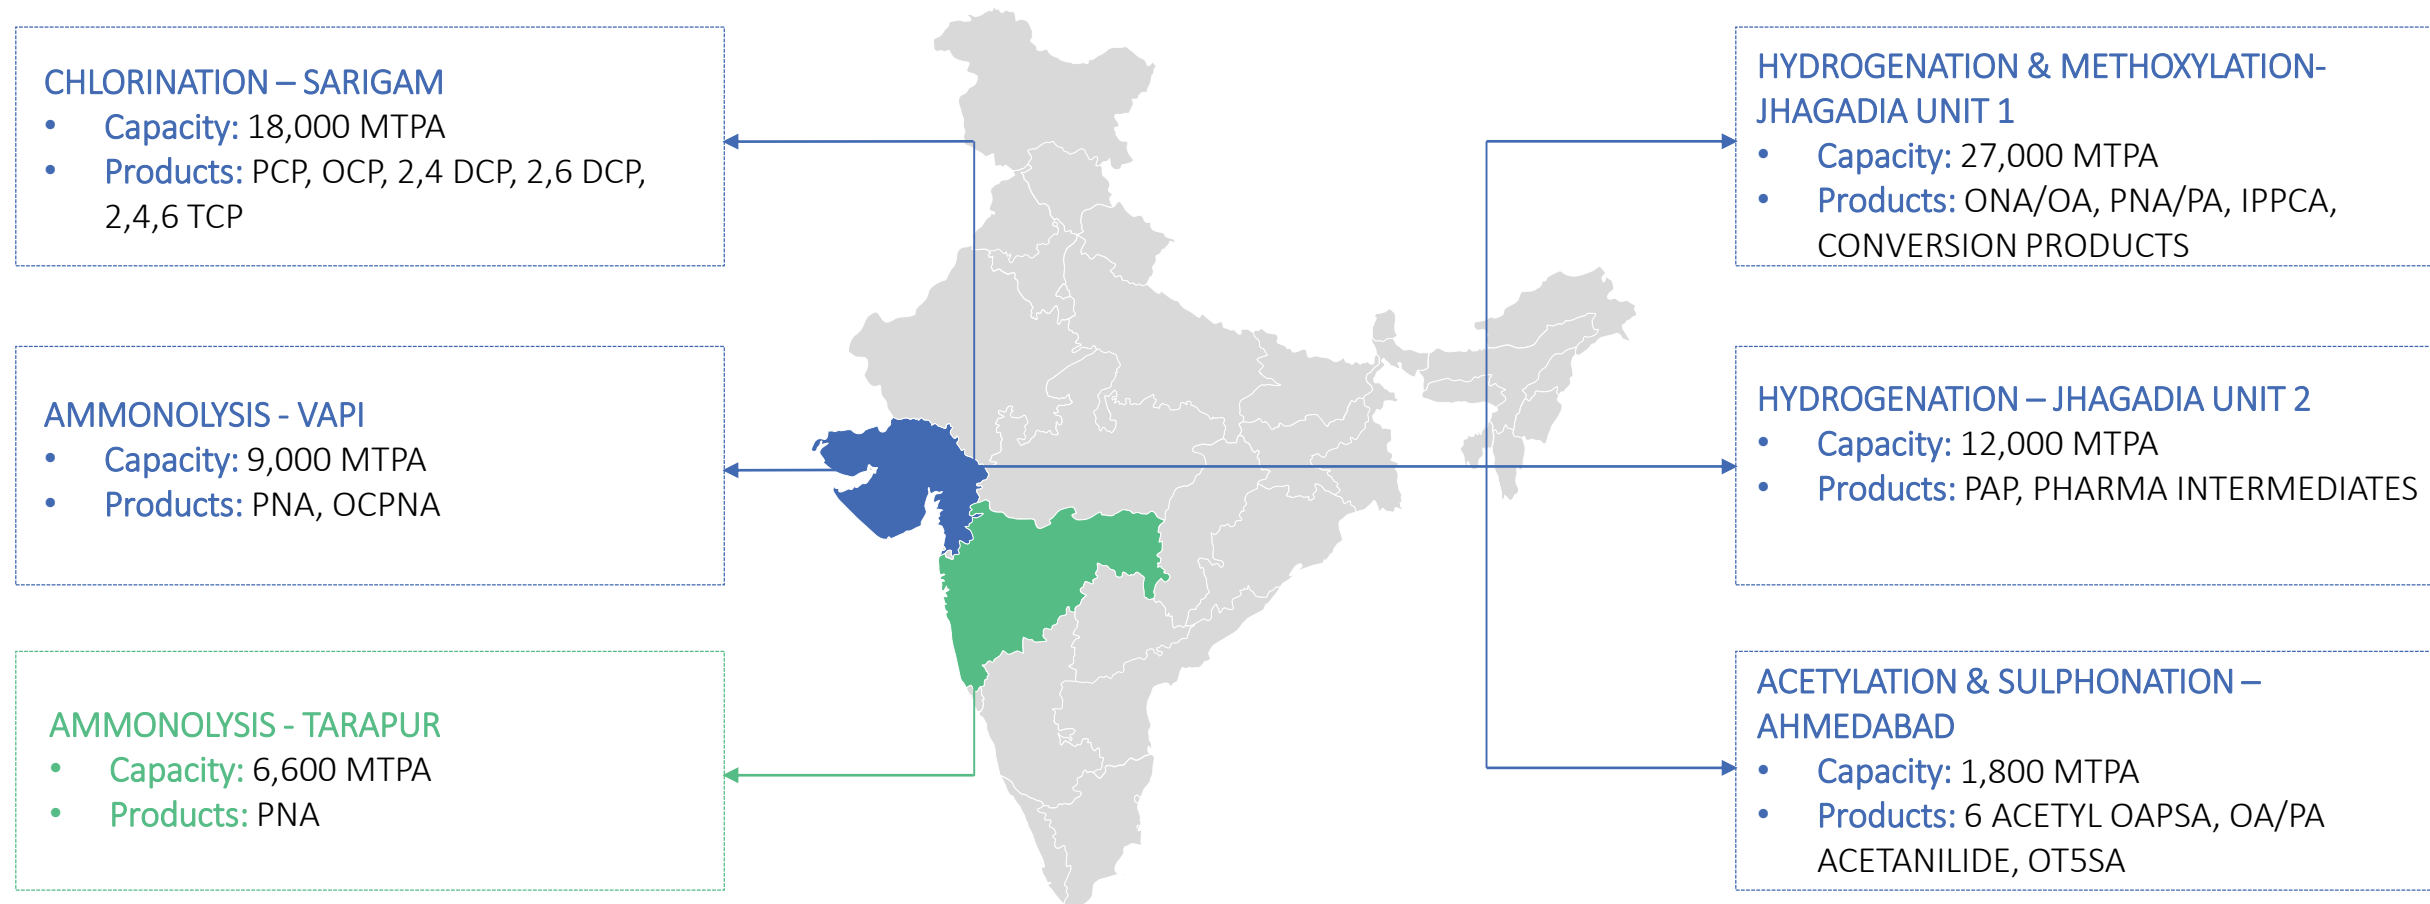 CHLORINATION – SARIGAM
• Capacity: 18,000 MTPA
• Products: PCP, OCP, 2,4 DCP, 2,6 DCP,
2,4,6 TCP
AMMONOLYSIS - VAPI
• Capacity: 9,000 MTPA
• Products: PNA, OCPNA
AMMONOLYSIS - TARAPUR
• Capacity: 6,600 MTPA
• Products: PNA
HYDROGENATION & METHOXYLATION-
JHAGADIA UNIT 1
• Capacity: 27,000 MTPA
• Products: ONA/OA, PNA/PA, IPPCA,
CONVERSION PRODUCTS
HYDROGENATION – JHAGADIA UNIT 2
• Capacity: 12,000 MTPA
• Products: PAP, PHARMA INTERMEDIATES
ACETYLATION & SULPHONATION –
AHMEDABAD
• Capacity: 1,800 MTPA
• Products: 6 ACETYL OAPSA, OA/PA
ACETANILIDE, OT5SA